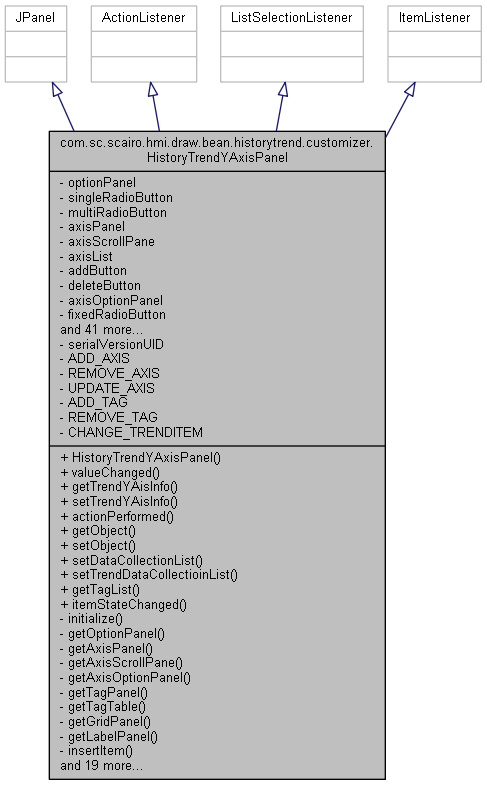 JPanel
ActionListener
ListSelectionListener
ItemListener
com.sc.scairo.hmi.draw.bean.historytrend.customizer.
HistoryTrendYAxisPanel
- optionPanel
- singleRadioButton
- multiRadioButton
- axisPanel
- axisScrollPane
- axisList
- addButton
- deleteButton
- axisOptionPanel
- fixedRadioButton
and 41 more...
- serialVersionUID
- ADD_AXIS
- REMOVE_AXIS
- UPDATE_AXIS
- ADD_TAG
- REMOVE_TAG
- CHANGE_TRENDITEM
+ HistoryTrendYAxisPanel()
+ valueChanged()
+ getTrendYAisInfo()
+ setTrendYAisInfo()
+ actionPerformed()
+ getObject()
+ setObject()
+ setDataCollectionList()
+ setTrendDataCollectioinList()
+ getTagList()
+ itemStateChanged()
- initialize()
- getOptionPanel()
- getAxisPanel()
- getAxisScrollPane()
- getAxisOptionPanel()
- getTagPanel()
- getTagTable()
- getGridPanel()
- getLabelPanel()
- insertItem()
and 19 more...